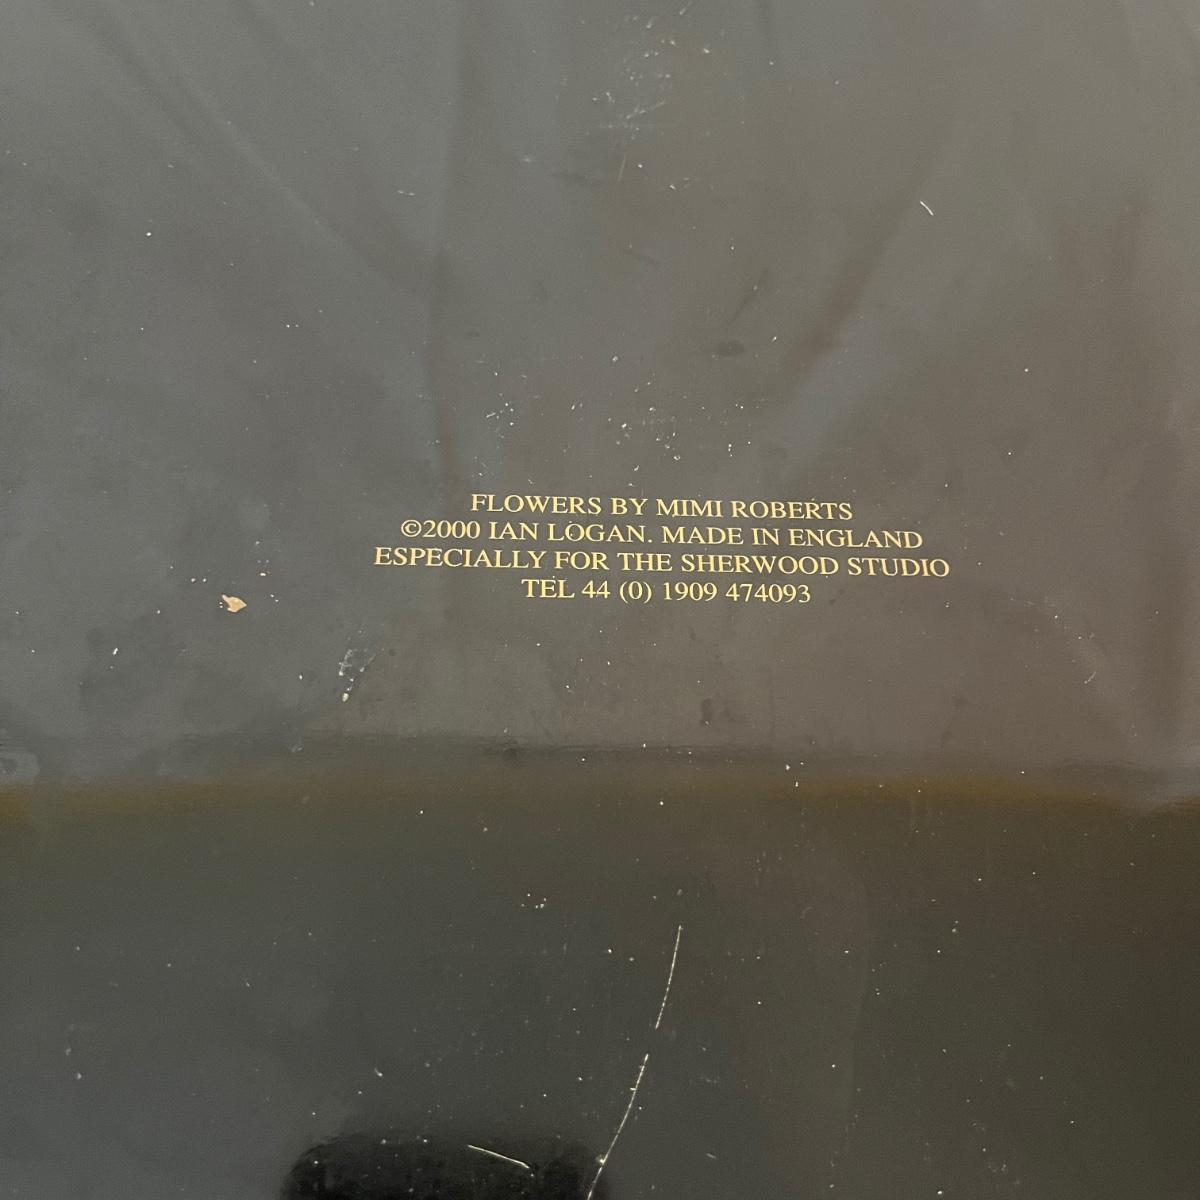 FLOWERS BY MIMI ROBERTS
©2000 IAN LOGAN. MADE IN ENGLAND
ESPECIALLY FOR THE SHERWOOD STUDIO
TEL 44 (0) 1909 474093